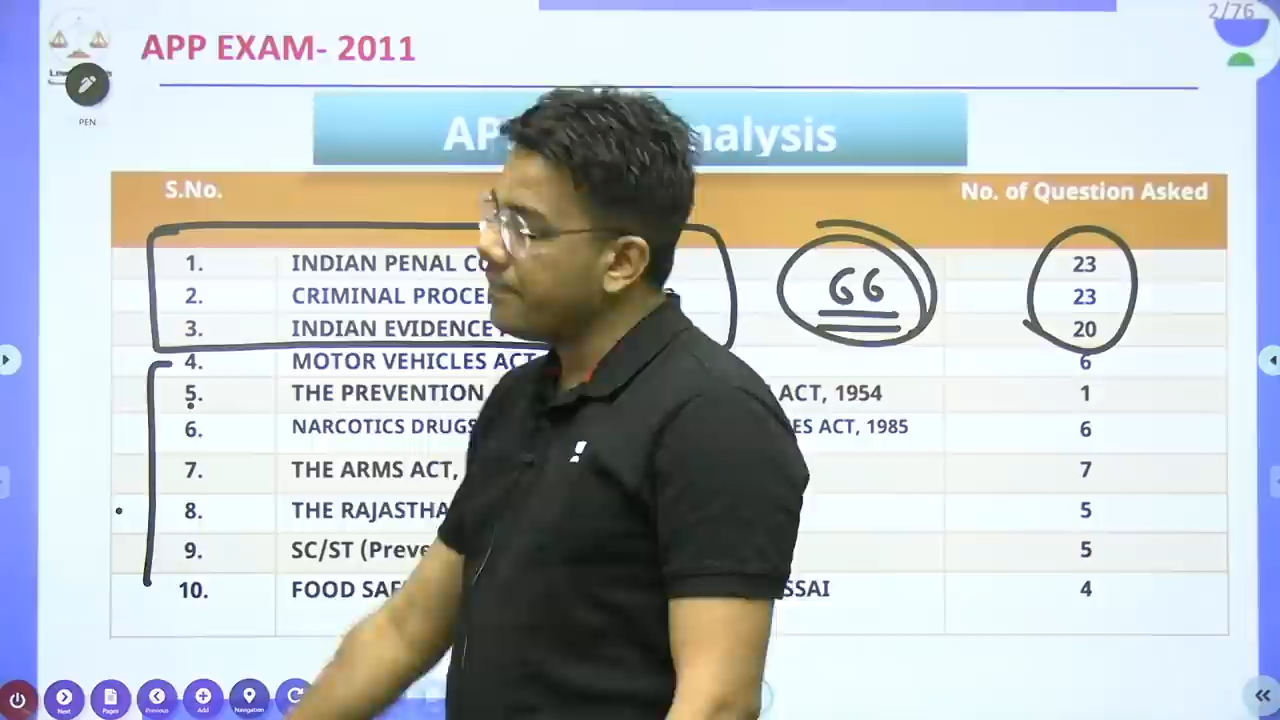 2/76
APP EXAM- 2011
PEN
AP nalysis
S.No. No. of Question Asked
1. INDIAN PENAL CO 23
2. CRIMINAL PROCE 23
66
3. INDIAN EVIDENCE 20
4. MOTOR VEHICLES ACT 6
5. THE PREVENTION ACT, 1954 1
6. NARCOTICS DRUGS ES ACT, 1985 6
7. THE ARMS ACT, 7
8. THE RAJASTHA 5
9. SC/ST (Preve 5
10. FOOD SAF SSAI 4
Next Pages Previous Add Navigation